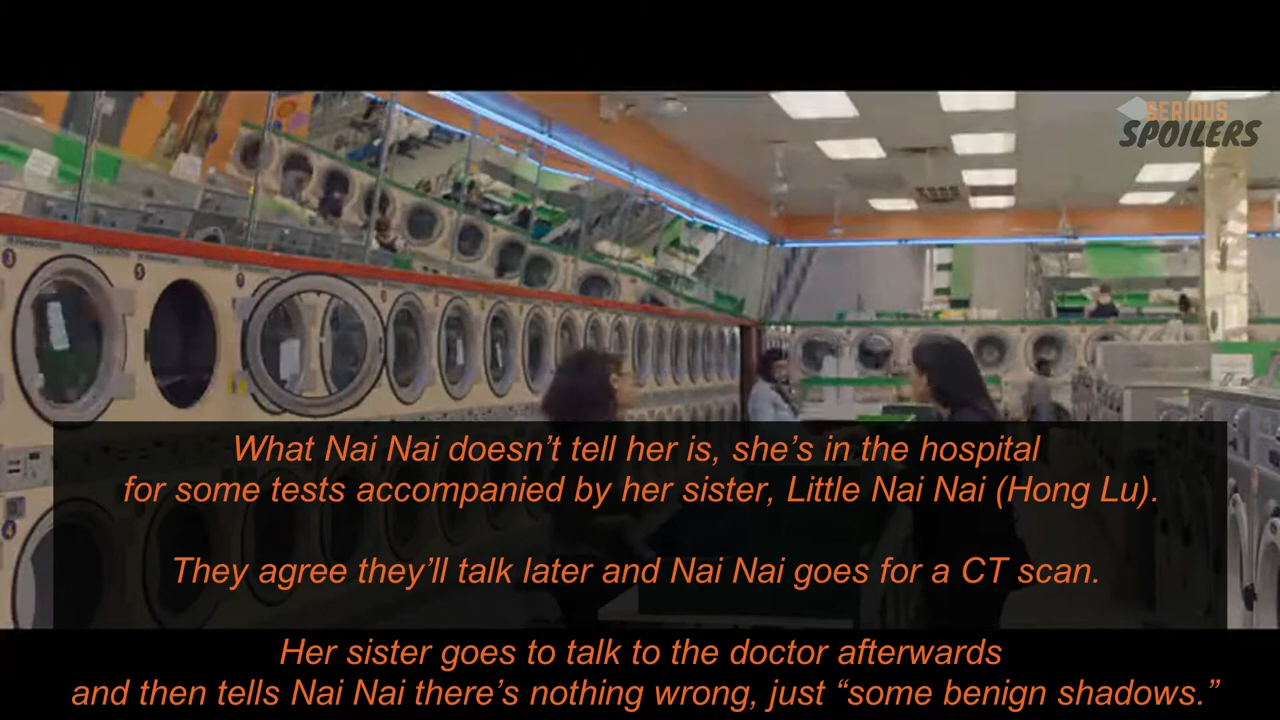 SERIOUS
SPOILERS
What Nai Nai doesn’t tell her is, she’s in the hospital
for some tests accompanied by her sister, Little Nai Nai (Hong Lu).
They agree they’ll talk later and Nai Nai goes for a CT scan.
Her sister goes to talk to the doctor afterwards
and then tells Nai Nai there’s nothing wrong, just “some benign shadows.”